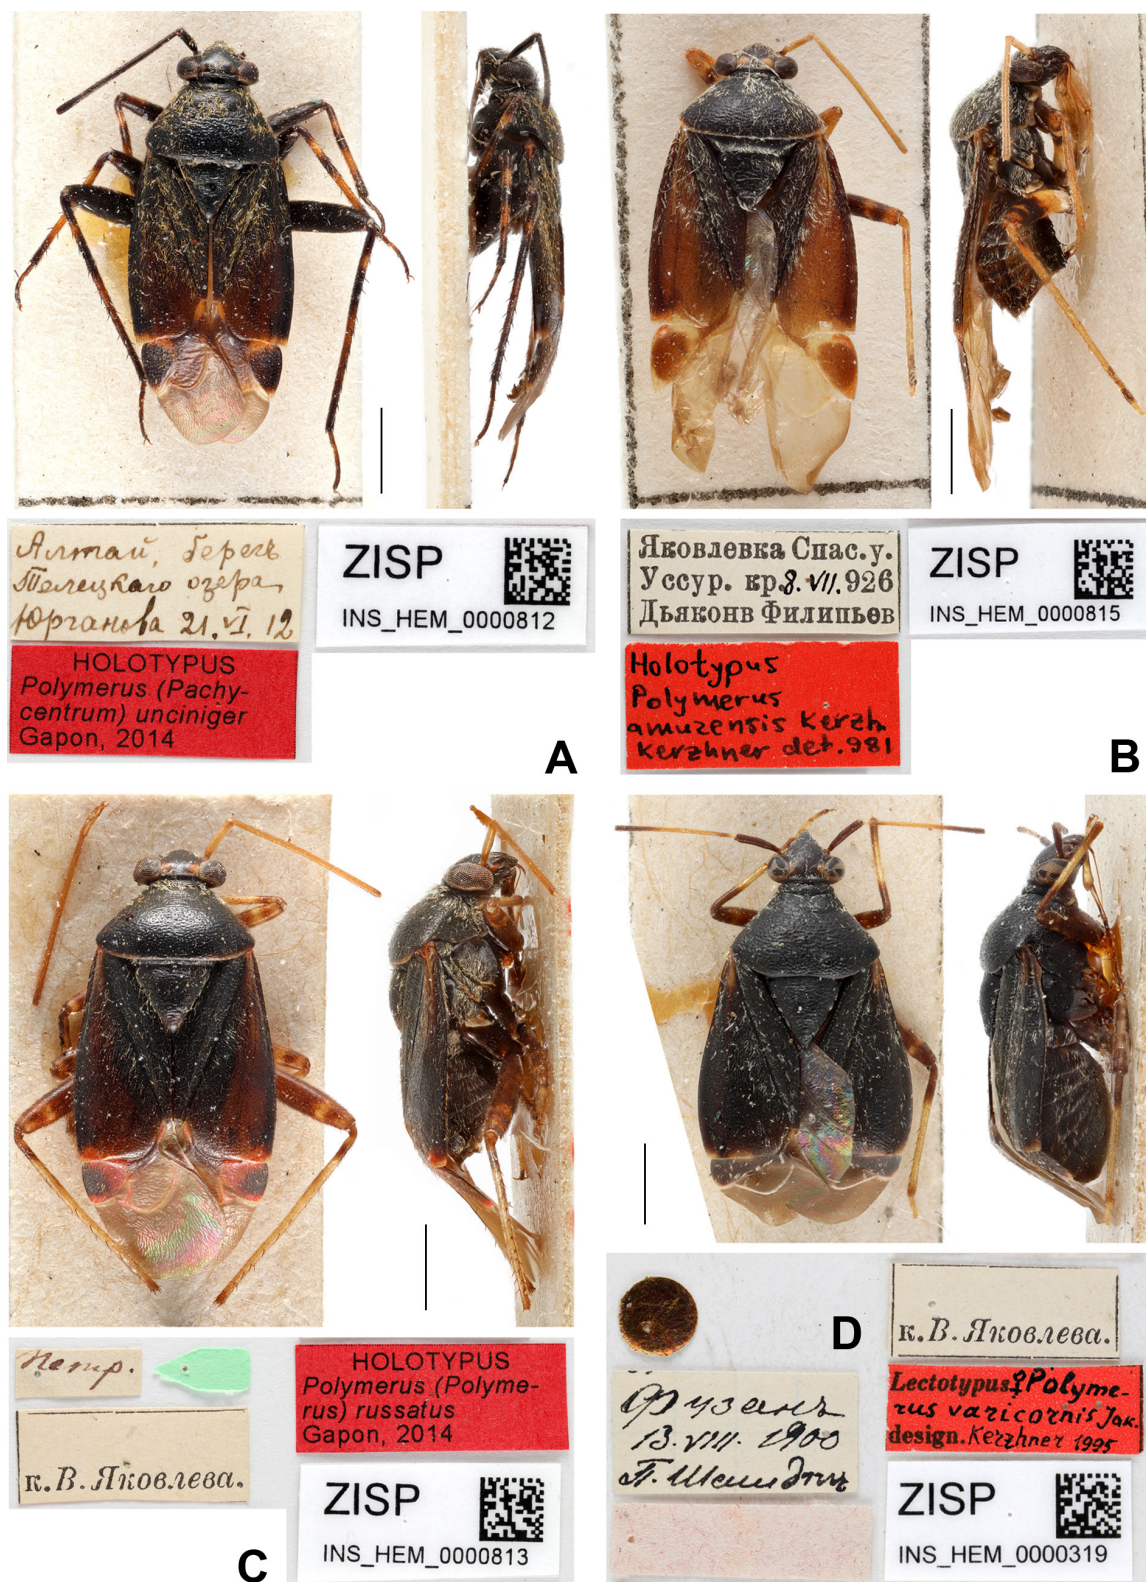 Алтай, берегъ
Телецкаго озера
Юрганова 21.VI.12
ZISP
INS_HEM_0000812
HOLOTYPUS
Polymerus (Pachy-
centrum) unciniger
Gapon, 2014
A
Яковлевка Спас.у.
Уссур. кр. 8.VII.926
Дьяконв Филипьов
ZISP
INS_HEM_0000815
Holotypus
Polymerus
amurensis Kerzh.
Kerzhner det. 981
B
к. В. Яковлева.
HOLOTYPUS
Polymerus (Polyme-
rus) russatus
Gapon, 2014
ZISP
INS_HEM_0000813
C
D
Фузанъ
13.VIII.1900
П. Шмидтъ
к. В. Яковлева.
Lectotypus ♀ Polyme-
rus varicornis Jak.
design. Kerzhner 1995
ZISP
INS_HEM_0000319